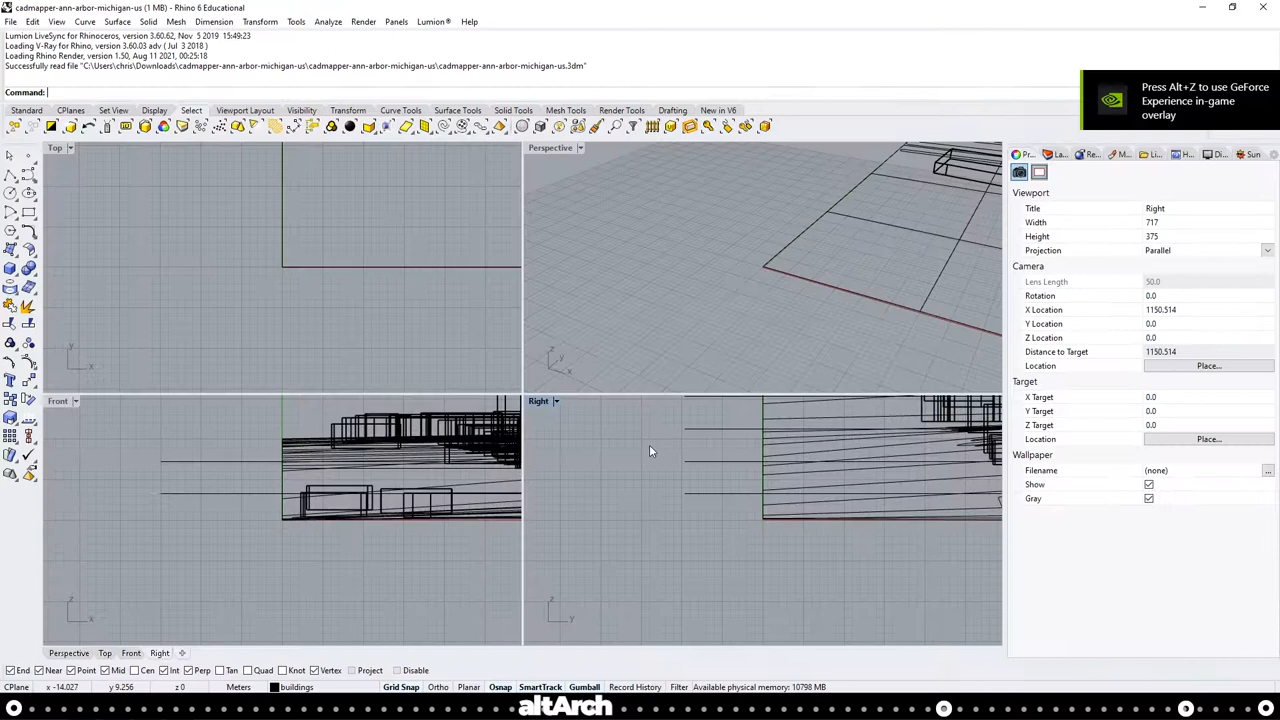 cadmapper-ann-arbor-michigan-us (1 MB) - Rhino 6 Educational
File Edit View Curve Surface Solid Mesh Dimension Transform Tools Analyze Render Panels Lumion® Help
Lumion LiveSync for Rhinoceros, version 3.60.62, Nov 5 2019 15:49:23
Loading V-Ray for Rhino, version 3.60.03 adv ( Jul 3 2018 )
Loading Rhino Render, version 1.50, Aug 11 2021, 00:25:18
Successfully read file "C:\Users\chris\Downloads\cadmapper-ann-arbor-michigan-us\cadmapper-ann-arbor-michigan-us\cadmapper-ann-arbor-michigan-us.3dm"
Command:
Press Alt+Z to use GeForce
Experience in-game
overlay
Standard CPlanes Set View Display Select Viewport Layout Visibility Transform Curve Tools Surface Tools Solid Tools Mesh Tools Render Tools Drafting New in V6
Top
Perspective
Pr... La... Re... M... Li... H... Di... Sun
Viewport
Title Right
Width 717
Height 375
Projection Parallel
Camera
Lens Length 50.0
Rotation 0.0
X Location 1150.514
Y Location 0.0
Z Location 0.0
Distance to Target 1150.514
Location Place...
Target
X Target 0.0
Y Target 0.0
Z Target 0.0
Location Place...
Wallpaper
Filename (none) ...
Show
Gray
y x
z y x
Front
Right
z x
z y
Perspective Top Front Right
End Near Point Mid Cen Int Perp Tan Quad Knot Vertex Project Disable
CPlane x -14.027 y 9.256 z 0 Meters buildings Grid Snap Ortho Planar Osnap SmartTrack Gumball Record History Filter Available physical memory: 10798 MB
altArch